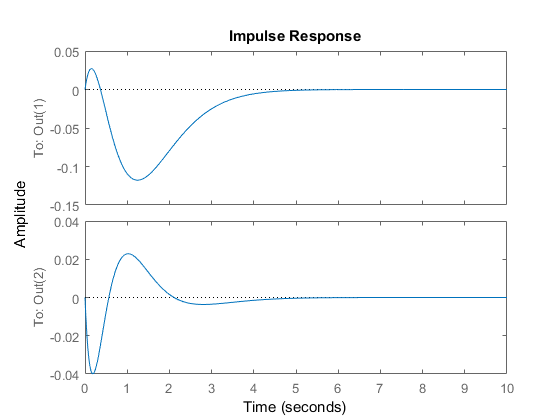 Impulse Response
Amplitude
To: Out(1)
0.05
0
-0.05
-0.1
-0.15
To: Out(2)
0.04
0.02
0
-0.02
-0.04
0 1 2 3 4 5 6 7 8 9 10
Time (seconds)